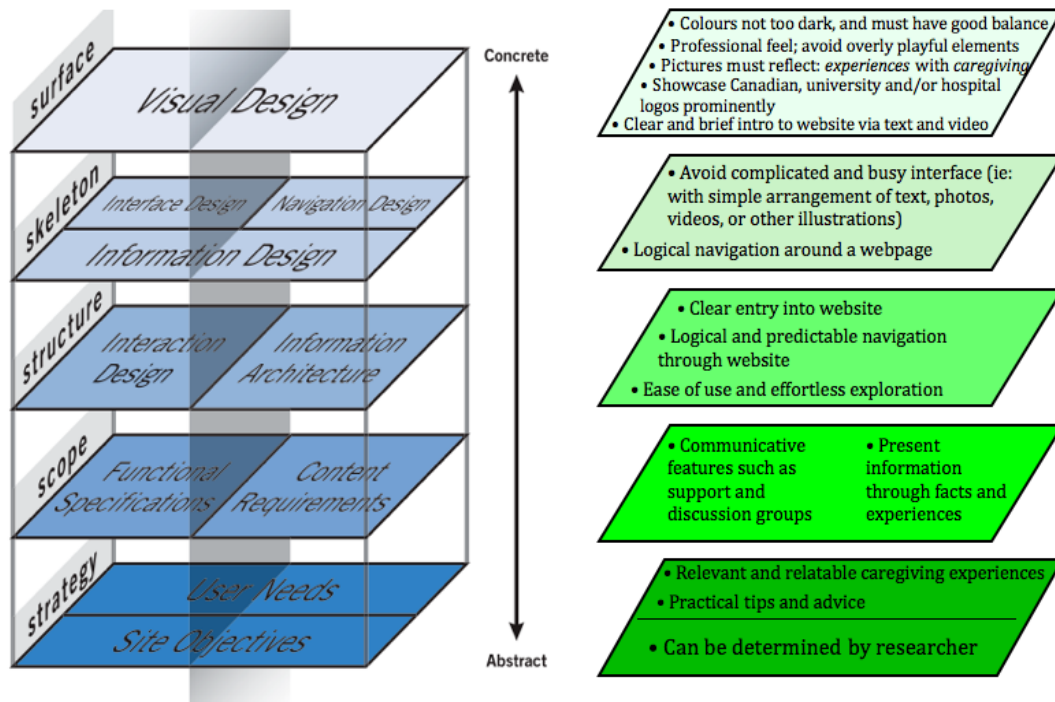 surface
Visual Design
skeleton
Interface Design
Navigation Design
Information Design
structure
Interaction
Design
Information
Architecture
scope
Functional
Specifications
Content
Requirements
strategy
User Needs
Site Objectives
Concrete
Abstract
• Colours not too dark, and must have good balance
• Professional feel; avoid overly playful elements
• Pictures must reflect: experiences with caregiving
• Showcase Canadian, university and/or hospital
logos prominently
• Clear and brief intro to website via text and video
• Avoid complicated and busy interface (ie:
with simple arrangement of text, photos,
videos, or other illustrations)
• Logical navigation around a webpage
• Clear entry into website
• Logical and predictable navigation
through website
• Ease of use and effortless exploration
• Communicative
features such as
support and
discussion groups
• Present
information
through facts and
experiences
• Relevant and relatable caregiving experiences
• Practical tips and advice
• Can be determined by researcher